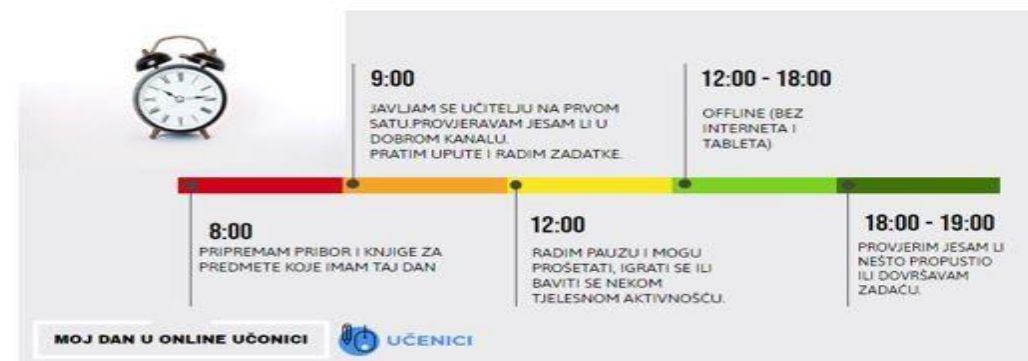 9:00
JAVLJAM SE UČITELJU NA PRVOM
SATU.PROVJERAVAM JESAM LI U
DOBROM KANALU.
PRATIM UPUTE I RADIM ZADATKE.
12:00 - 18:00
OFFLINE (BEZ
INTERNETA I
TABLETA)
8:00
PRIPREMAM PRIBOR I KNJIGE ZA
PREDMETE KOJE IMAM TAJ DAN
12:00
RADIM PAUZU I MOGU
PROŠETATI, IGRATI SE ILI
BAVITI SE NEKOM
TJELESNOM AKTIVNOŠĆU.
18:00 - 19:00
PROVJERIM JESAM LI
NEŠTO PROPUSTIO
ILI DOVRŠAVAM
ZADAĆU.
MOJ DAN U ONLINE UČONICI
UČENICI